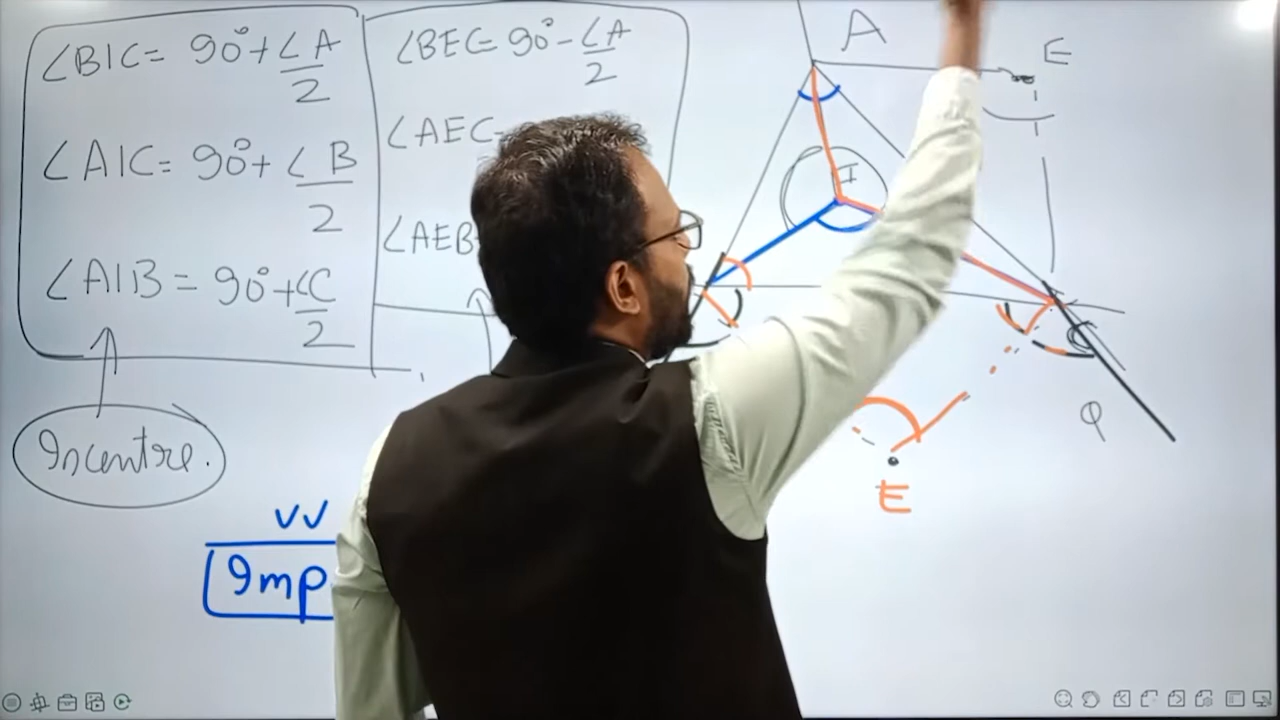 ∠BIC = 90° + ∠A/2
∠AIC = 90° + ∠B/2
∠AIB = 90° + ∠C/2
Incentre.
∠BEC = 90° - ∠A/2
∠AEC
∠AEB
VV
Imp
A
E
I
Q
E